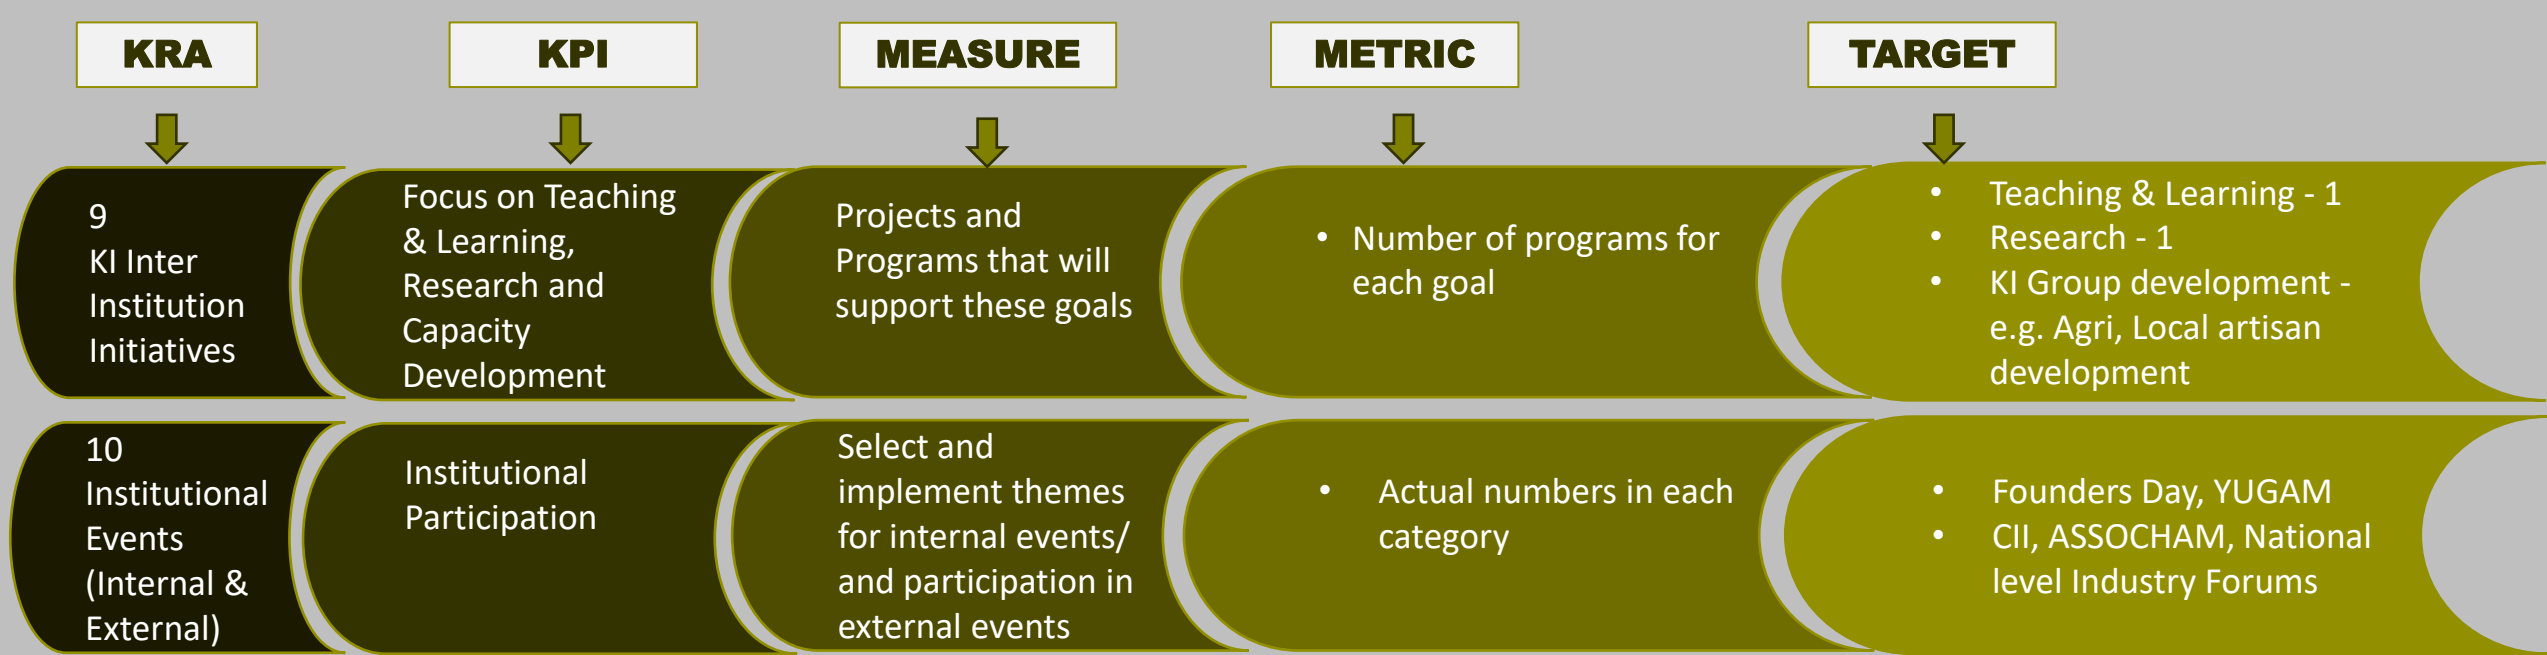 KRA
KPI
MEASURE
METRIC
TARGET
9
KI Inter
Institution
Initiatives
Focus on Teaching
& Learning,
Research and
Capacity
Development
Projects and
Programs that will
support these goals
• Number of programs for
each goal
• Teaching & Learning - 1
• Research - 1
• KI Group development -
e.g. Agri, Local artisan
development
10
Institutional
Events
(Internal &
External)
Institutional
Participation
Select and
implement themes
for internal events/
and participation in
external events
• Actual numbers in each
category
• Founders Day, YUGAM
• CII, ASSOCHAM, National
level Industry Forums